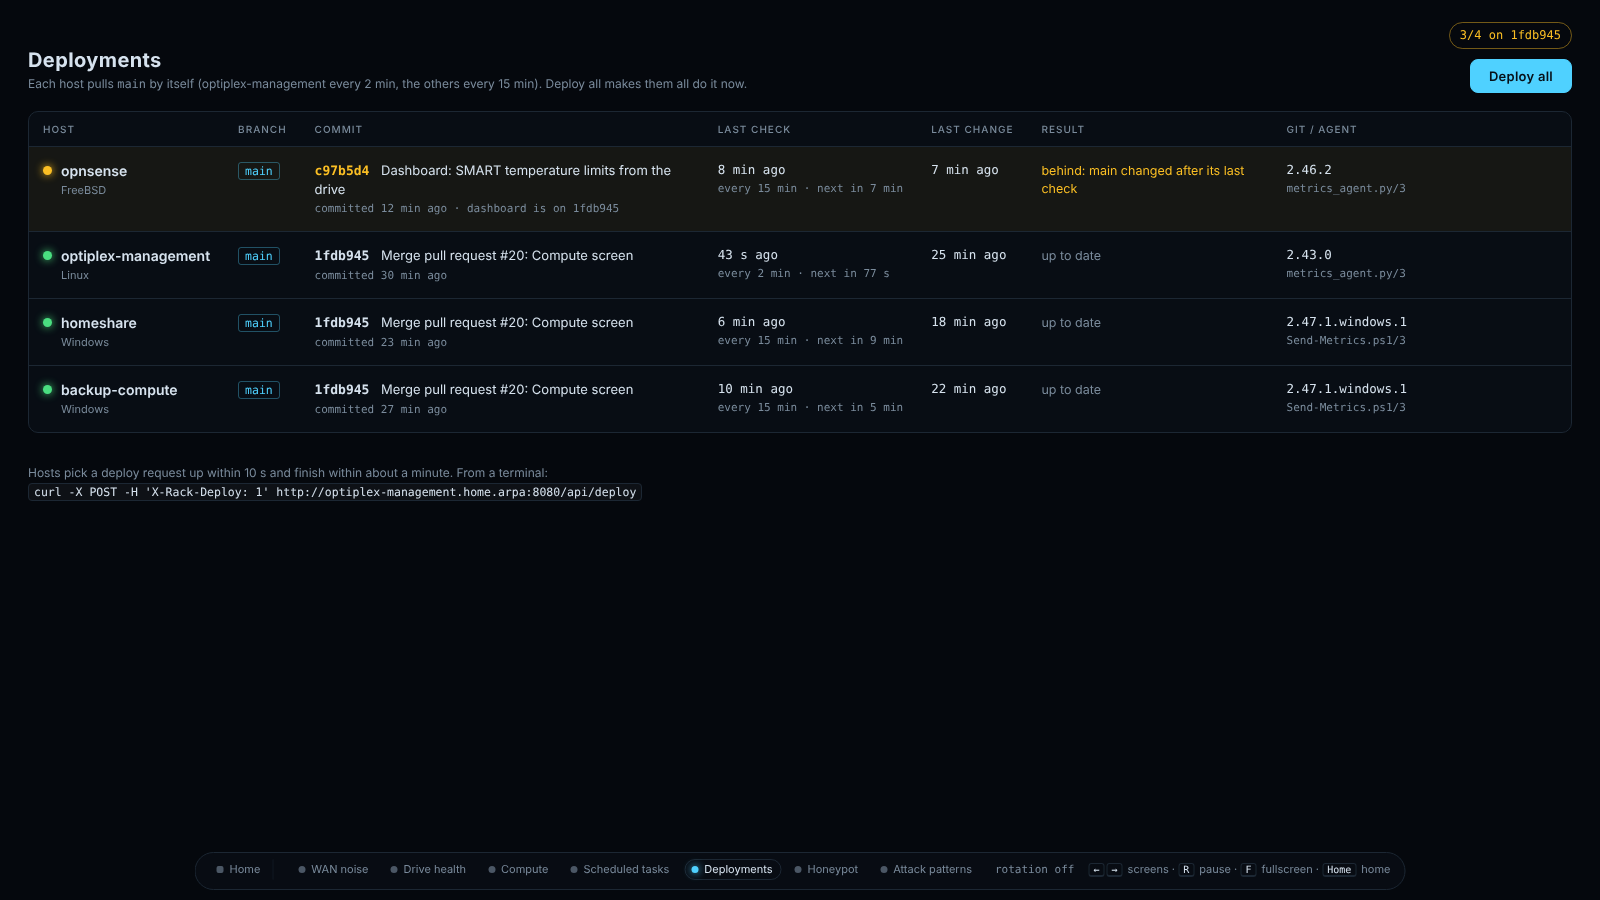 3/4 on 1fdb945
Deployments
Each host pulls main by itself (optiplex-management every 2 min, the others every 15 min). Deploy all makes them all do it now.
Deploy all
HOST BRANCH COMMIT LAST CHECK LAST CHANGE RESULT GIT / AGENT
opnsense main c97b5d4 Dashboard: SMART temperature limits from the 8 min ago 7 min ago behind: main changed after its last 2.46.2
FreeBSD drive every 15 min · next in 7 min check metrics_agent.py/3
committed 12 min ago · dashboard is on 1fdb945
optiplex-management main 1fdb945 Merge pull request #20: Compute screen 43 s ago 25 min ago up to date 2.43.0
Linux committed 30 min ago every 2 min · next in 77 s metrics_agent.py/3
homeshare main 1fdb945 Merge pull request #20: Compute screen 6 min ago 18 min ago up to date 2.47.1.windows.1
Windows committed 23 min ago every 15 min · next in 9 min Send-Metrics.ps1/3
backup-compute main 1fdb945 Merge pull request #20: Compute screen 10 min ago 22 min ago up to date 2.47.1.windows.1
Windows committed 27 min ago every 15 min · next in 5 min Send-Metrics.ps1/3
Hosts pick a deploy request up within 10 s and finish within about a minute. From a terminal:
curl -X POST -H 'X-Rack-Deploy: 1' http://optiplex-management.home.arpa:8080/api/deploy
Home WAN noise Drive health Compute Scheduled tasks Deployments Honeypot Attack patterns rotation off ← → screens · R pause · F fullscreen · Home home